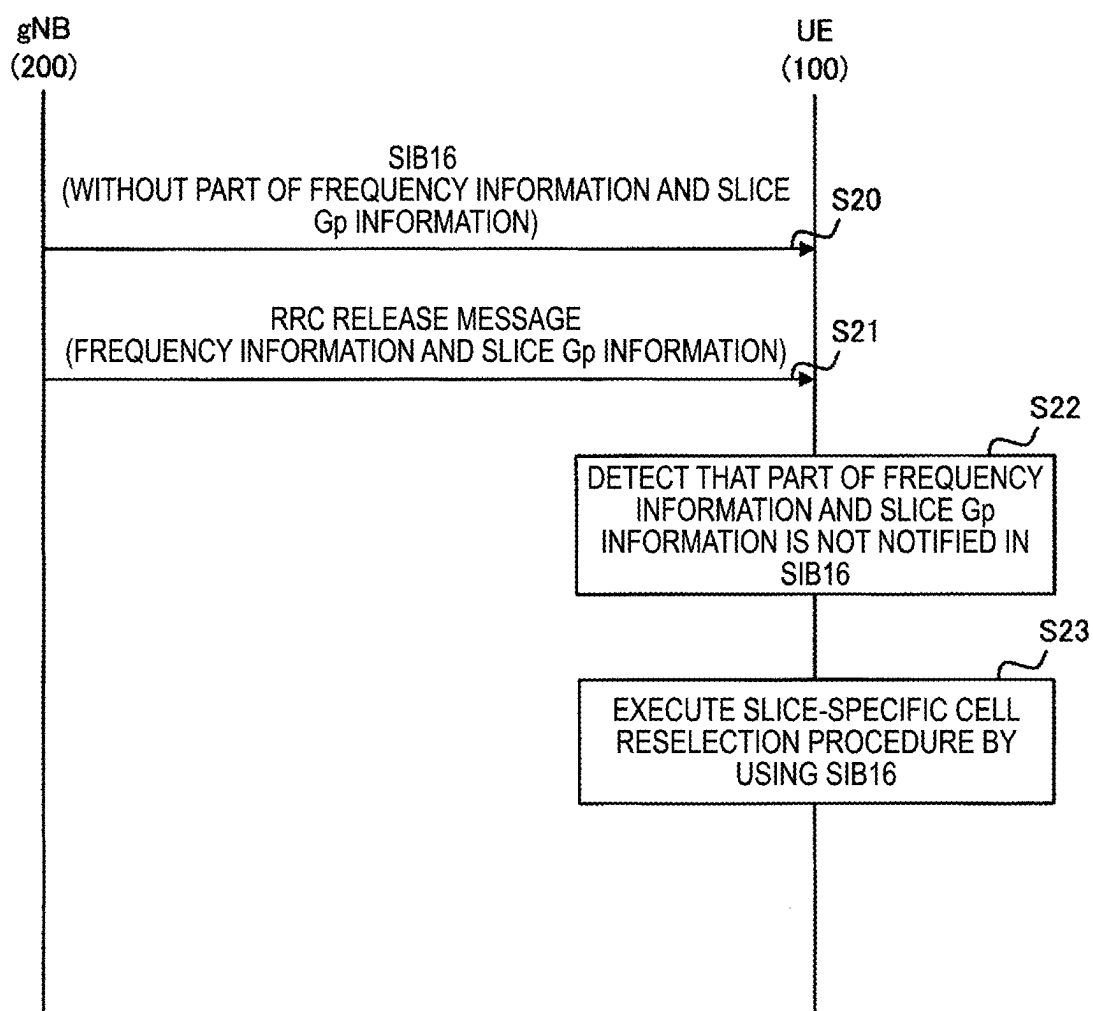 gNB
(200)
UE
(100)
SIB16
(WITHOUT PART OF FREQUENCY INFORMATION AND SLICE
Gp INFORMATION)
S20
RRC RELEASE MESSAGE
(FREQUENCY INFORMATION AND SLICE Gp INFORMATION)
S21
S22
DETECT THAT PART OF FREQUENCY
INFORMATION AND SLICE Gp
INFORMATION IS NOT NOTIFIED IN
SIB16
S23
EXECUTE SLICE-SPECIFIC CELL
RESELECTION PROCEDURE BY
USING SIB16